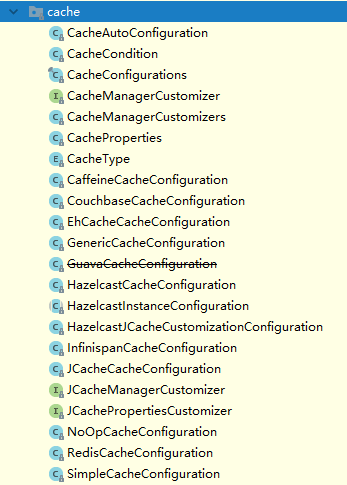 cache
CacheAutoConfiguration
CacheCondition
CacheConfigurations
CacheManagerCustomizer
CacheManagerCustomizers
CacheProperties
CacheType
CaffeineCacheConfiguration
CouchbaseCacheConfiguration
EhCacheCacheConfiguration
GenericCacheConfiguration
GuavaCacheConfiguration
HazelcastCacheConfiguration
HazelcastInstanceConfiguration
HazelcastJCacheCustomizationConfiguration
InfinispanCacheConfiguration
JCacheCacheConfiguration
JCacheManagerCustomizer
JCachePropertiesCustomizer
NoOpCacheConfiguration
RedisCacheConfiguration
SimpleCacheConfiguration